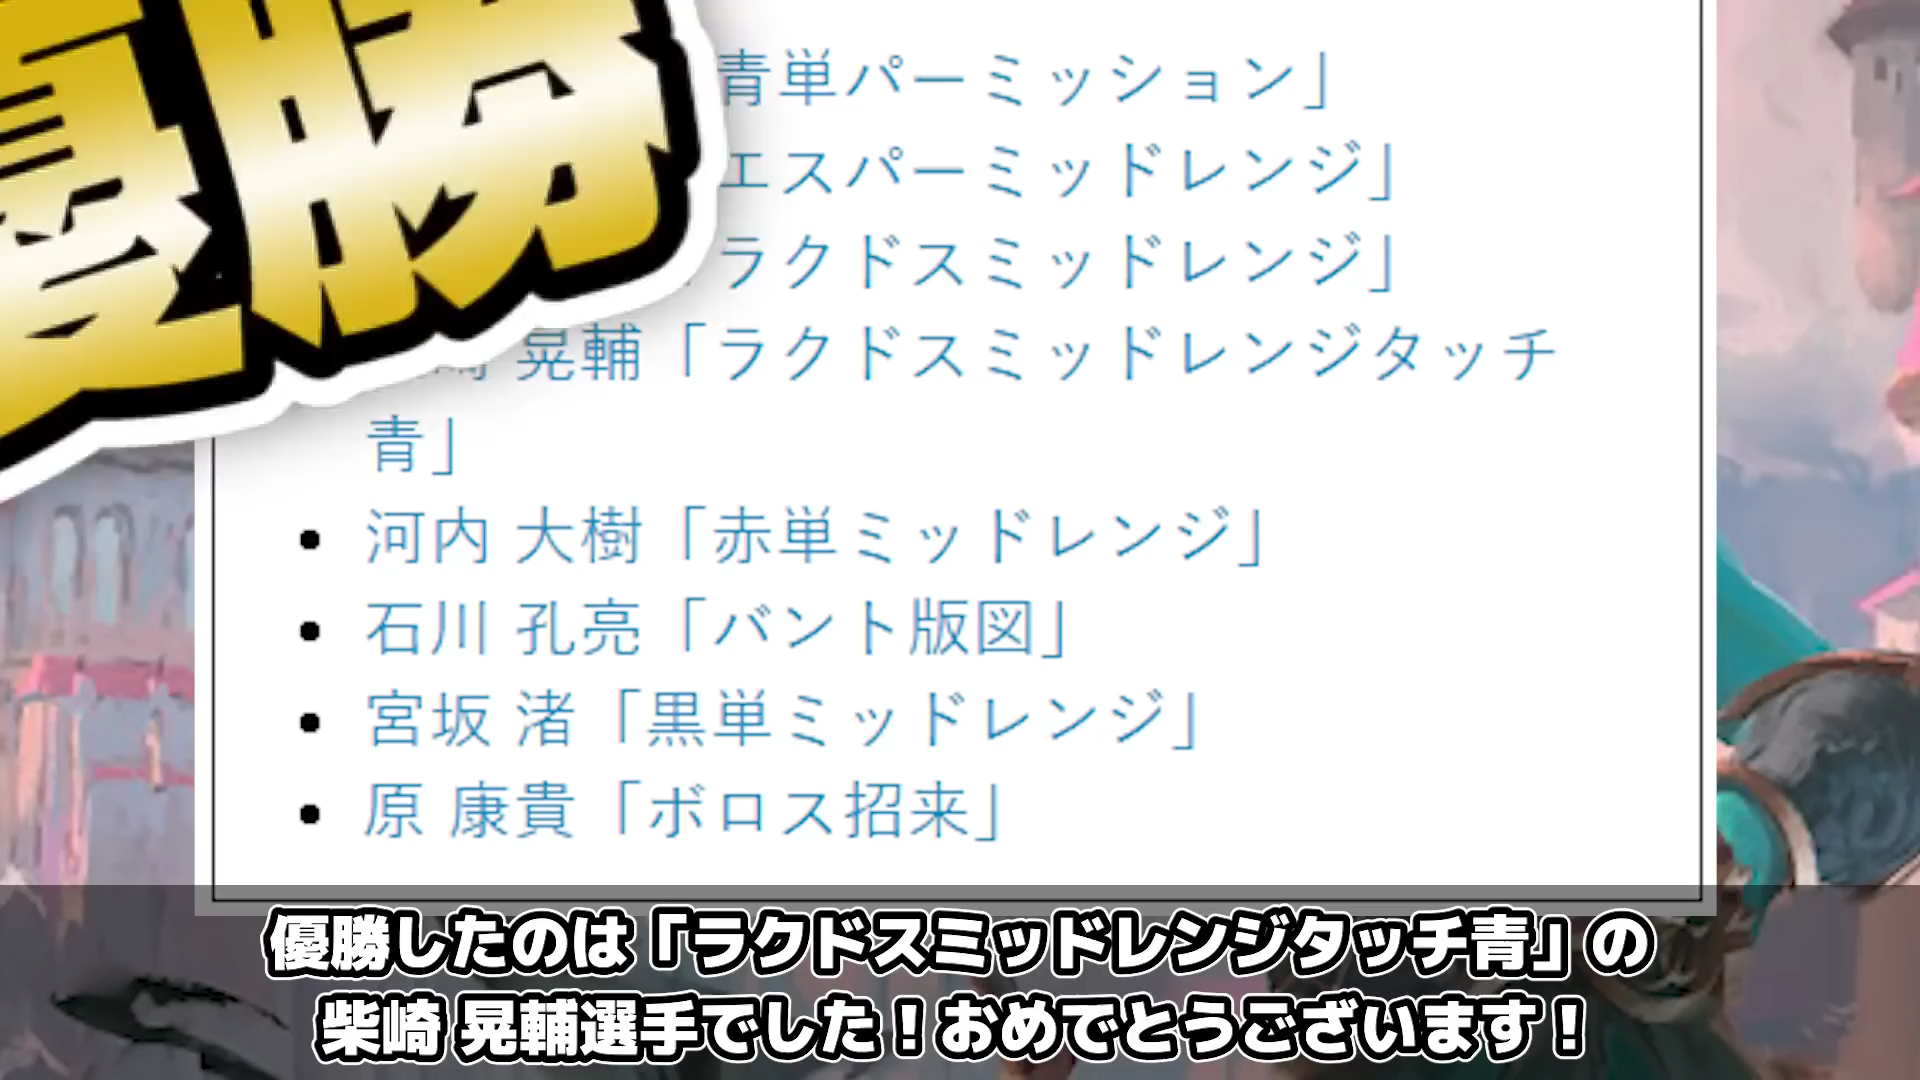 優勝
青単パーミッション」
エスパーミッドレンジ」
ラクドスミッドレンジ」
崎 晃輔「ラクドスミッドレンジタッチ
青」
河内 大樹「赤単ミッドレンジ」
石川 孔亮「バント版図」
宮坂 渚「黒単ミッドレンジ」
原 康貴「ボロス招来」
優勝したのは「ラクドスミッドレンジタッチ青」の
柴崎 晃輔選手でした！おめでとうございます！